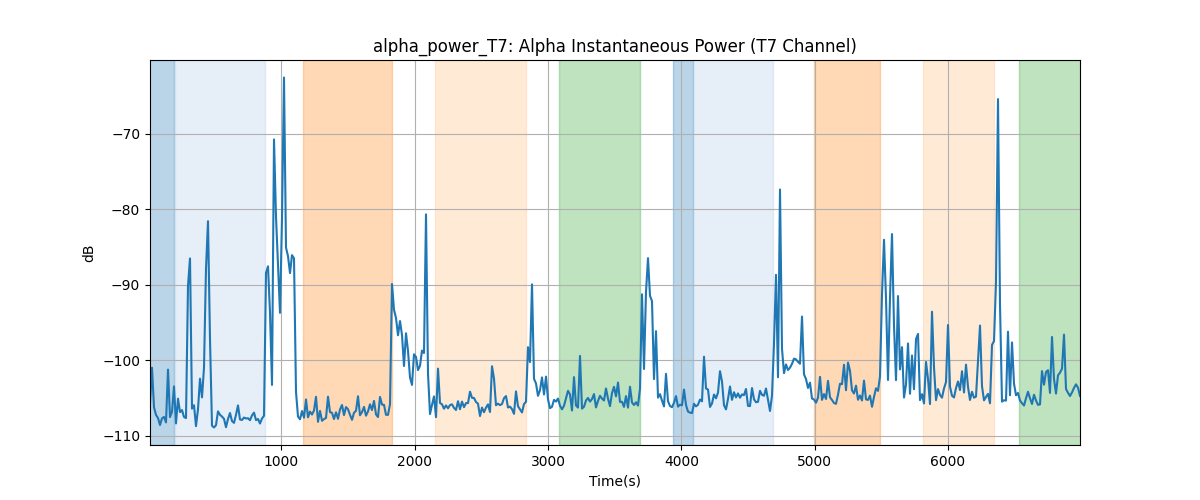 alpha_power_T7: Alpha Instantaneous Power (T7 Channel)
−70
−80
−90
−100
−110
dB
1000 2000 3000 4000 5000 6000
Time(s)